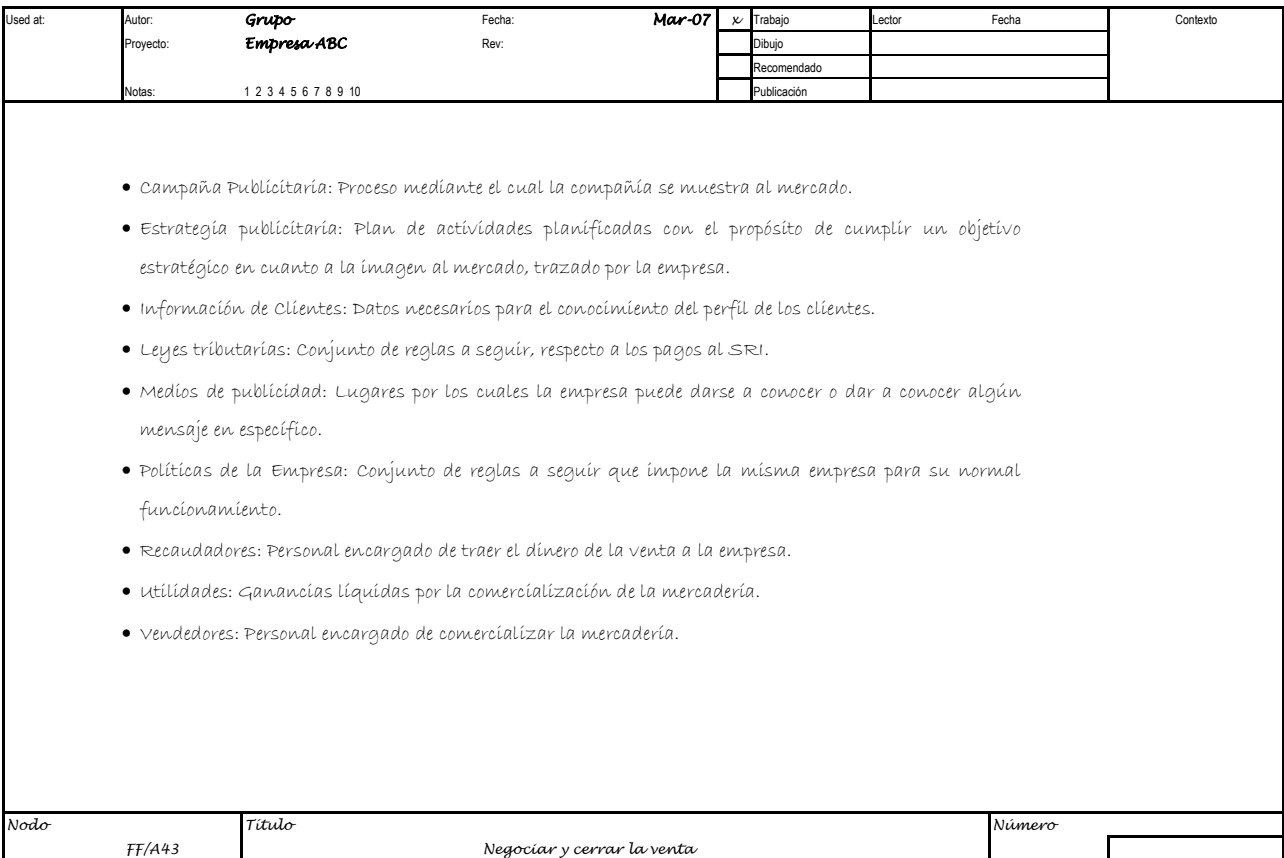 Used at: Autor: Grupo Fecha: Mar-07 x Trabajo Lector Fecha Contexto
Proyecto: Empresa ABC Rev: Dibujo
Recomendado
Notas: 1 2 3 4 5 6 7 8 9 10 Publicación
• Campaña Publicitaria: Proceso mediante el cual la compañía se muestra al mercado.
• Estrategia publicitaria: Plan de actividades planificadas con el propósito de cumplir un objetivo
estratégico en cuanto a la imagen al mercado, trazado por la empresa.
• Información de Clientes: Datos necesarios para el conocimiento del perfil de los clientes.
• Leyes tributarias: Conjunto de reglas a seguir, respecto a los pagos al SRI.
• Medios de publicidad: Lugares por los cuales la empresa puede darse a conocer o dar a conocer algún
mensaje en específico.
• Políticas de la Empresa: Conjunto de reglas a seguir que impone la misma empresa para su normal
funcionamiento.
• Recaudadores: Personal encargado de traer el dinero de la venta a la empresa.
• Utilidades: Ganancias líquidas por la comercialización de la mercadería.
• Vendedores: Personal encargado de comercializar la mercadería.
Nodo Título Número
FF/A43 Negociar y cerrar la venta